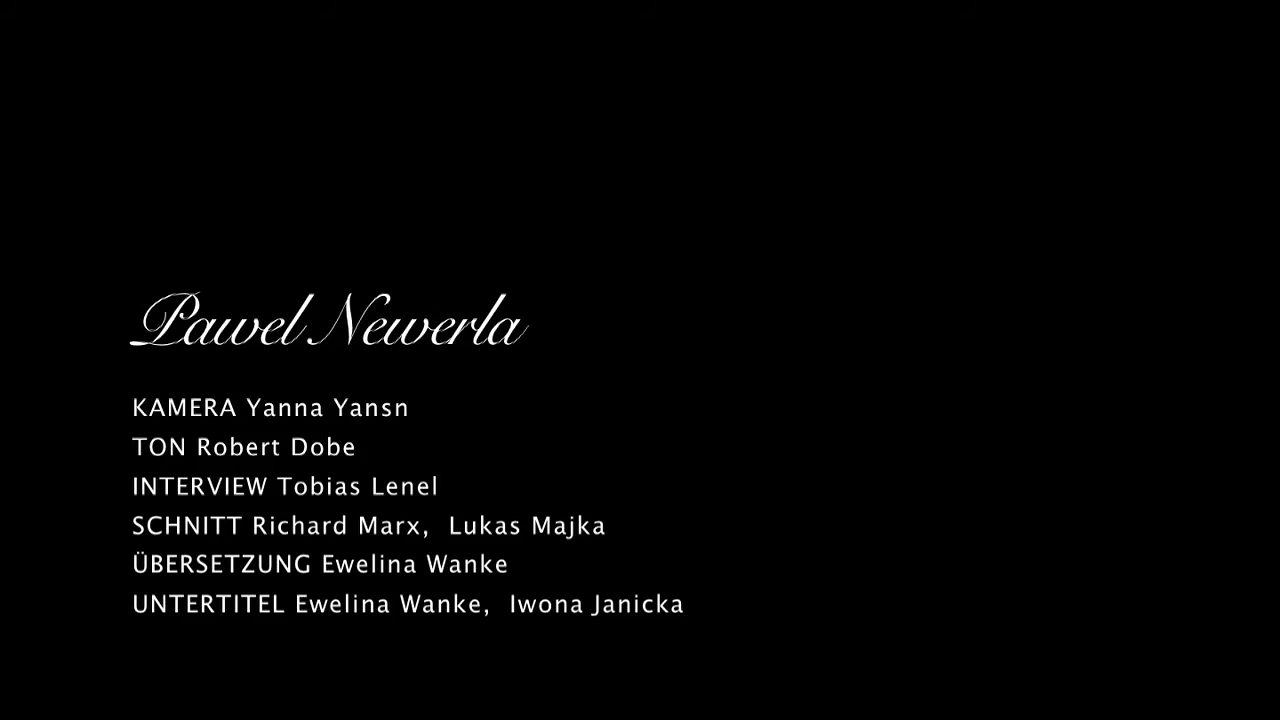 Pawel Newerla
KAMERA Yanna Yansn
TON Robert Dobe
INTERVIEW Tobias Lenel
SCHNITT Richard Marx, Lukas Majka
ÜBERSETZUNG Ewelina Wanke
UNTERTITEL Ewelina Wanke, Iwona Janicka